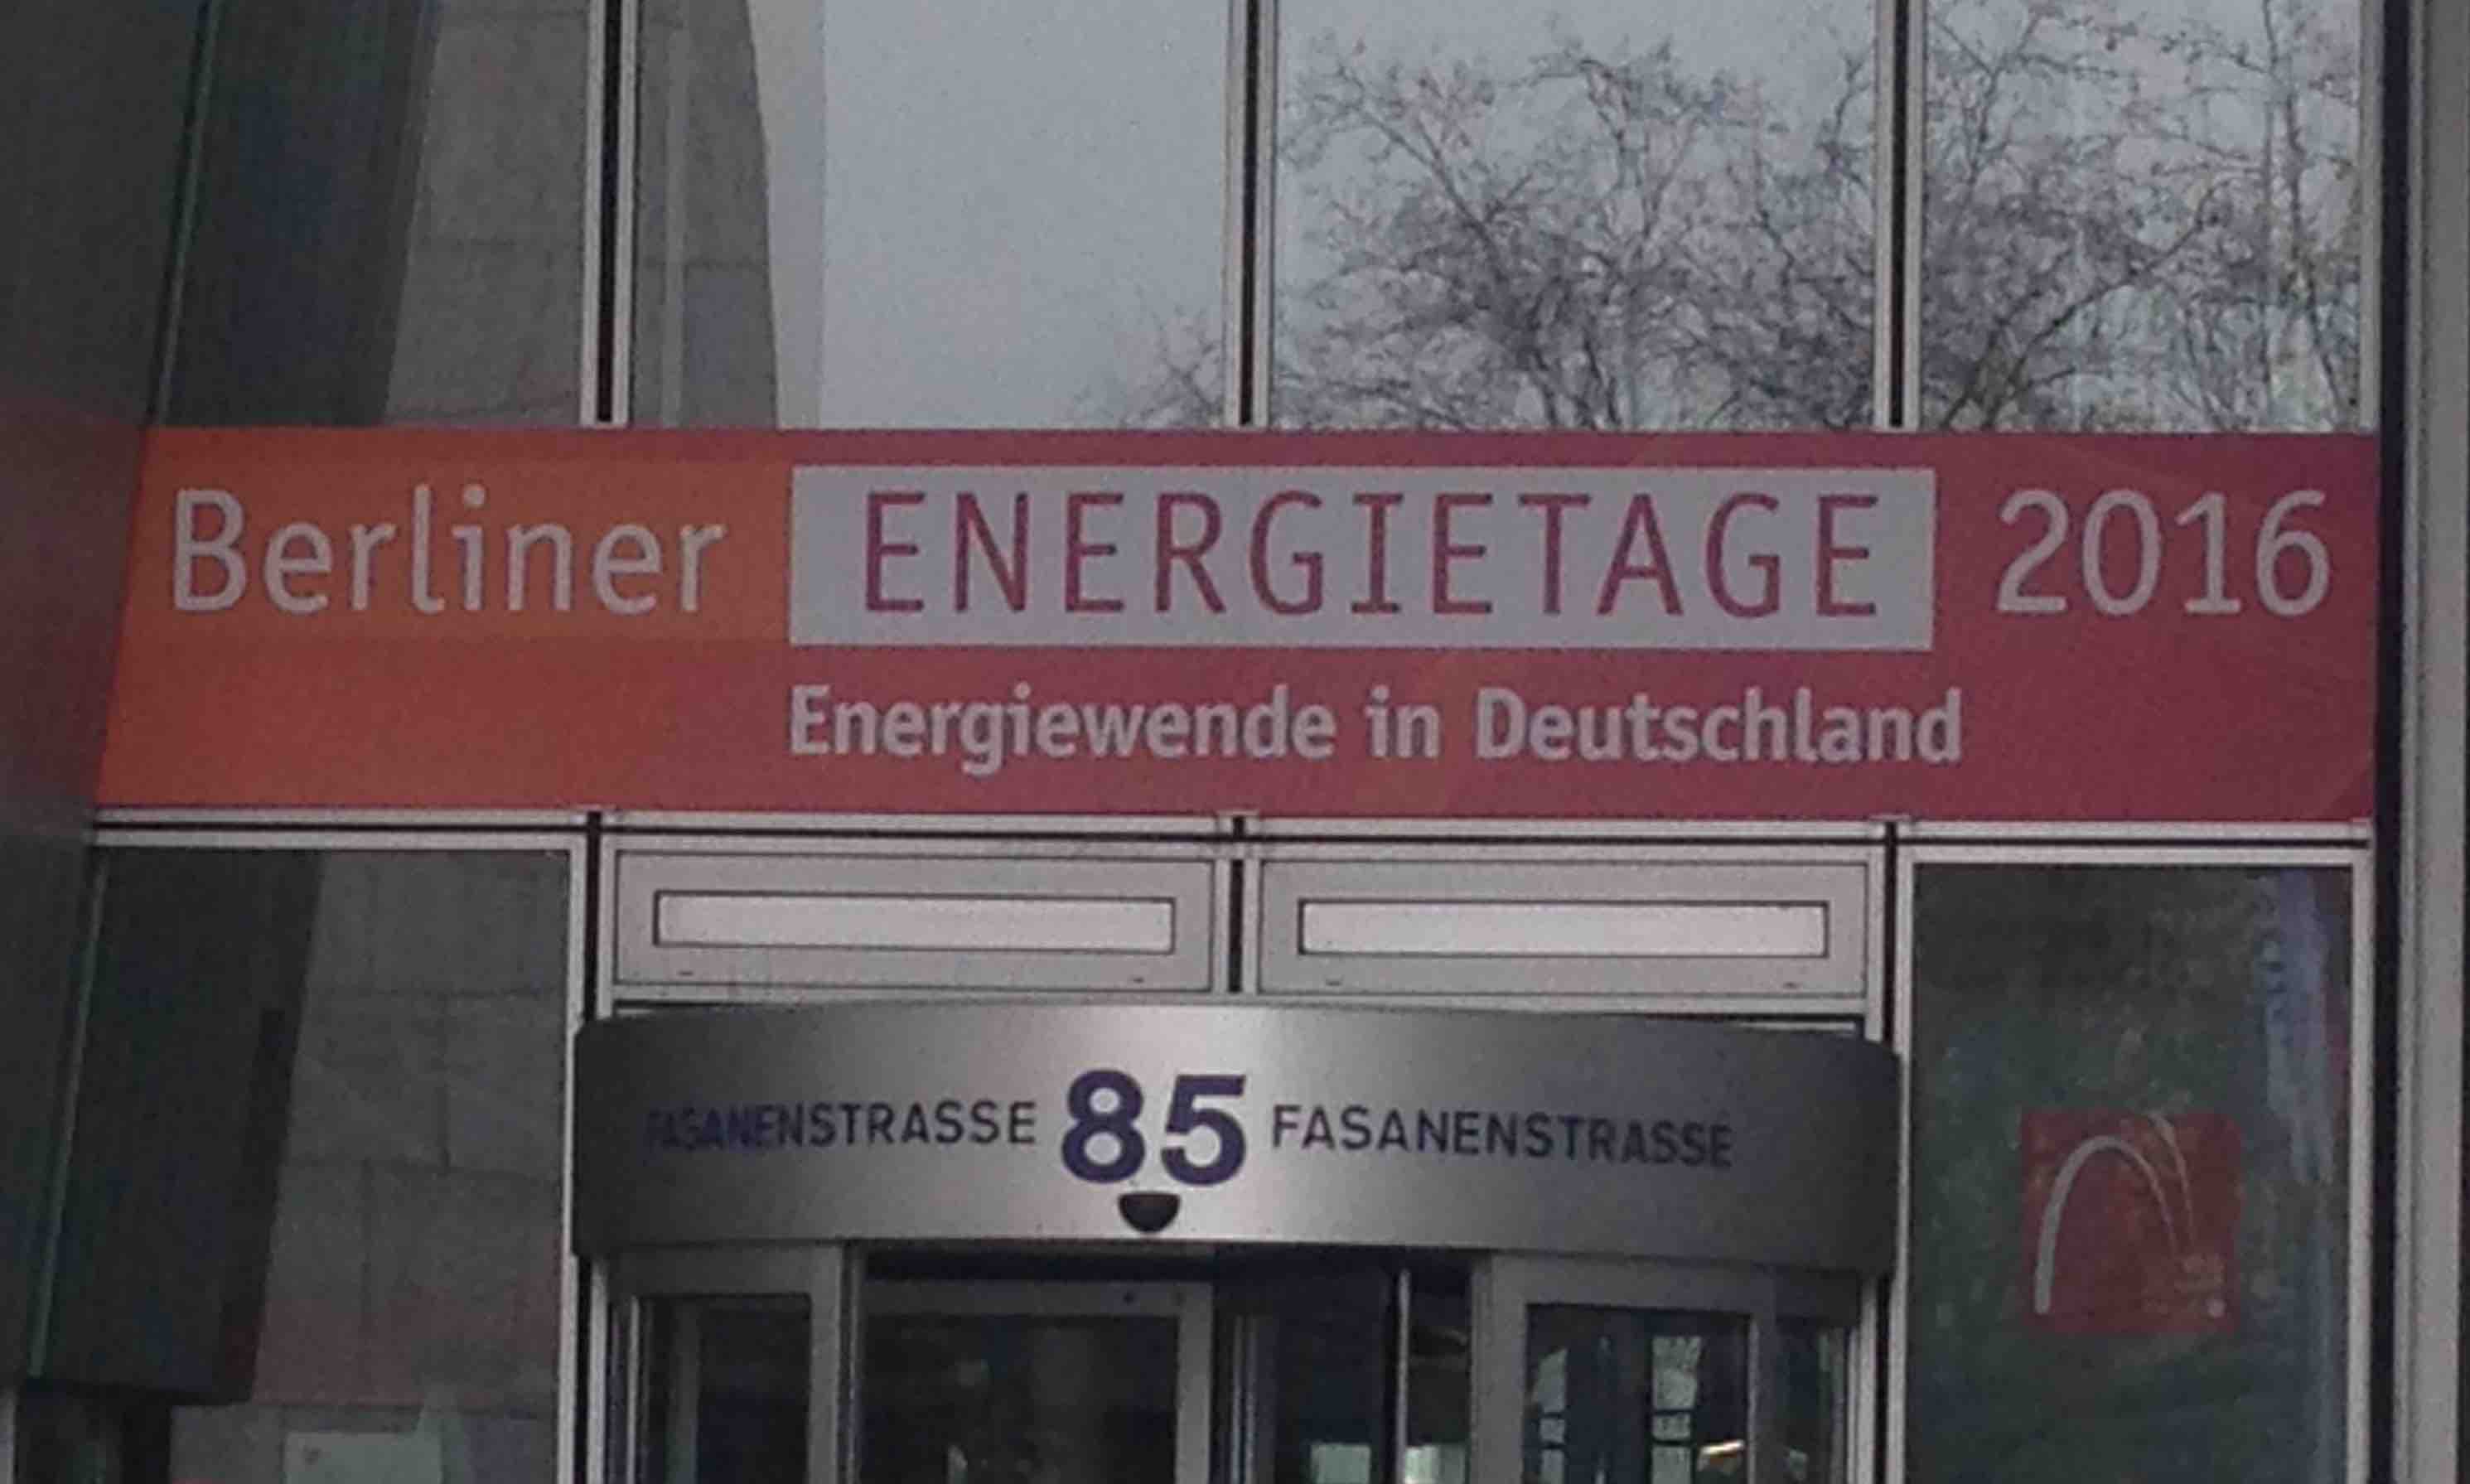 Berliner ENERGIETAGE 2016
Energiewende in Deutschland
FASANENSTRASSE 85 FASANENSTRASSE